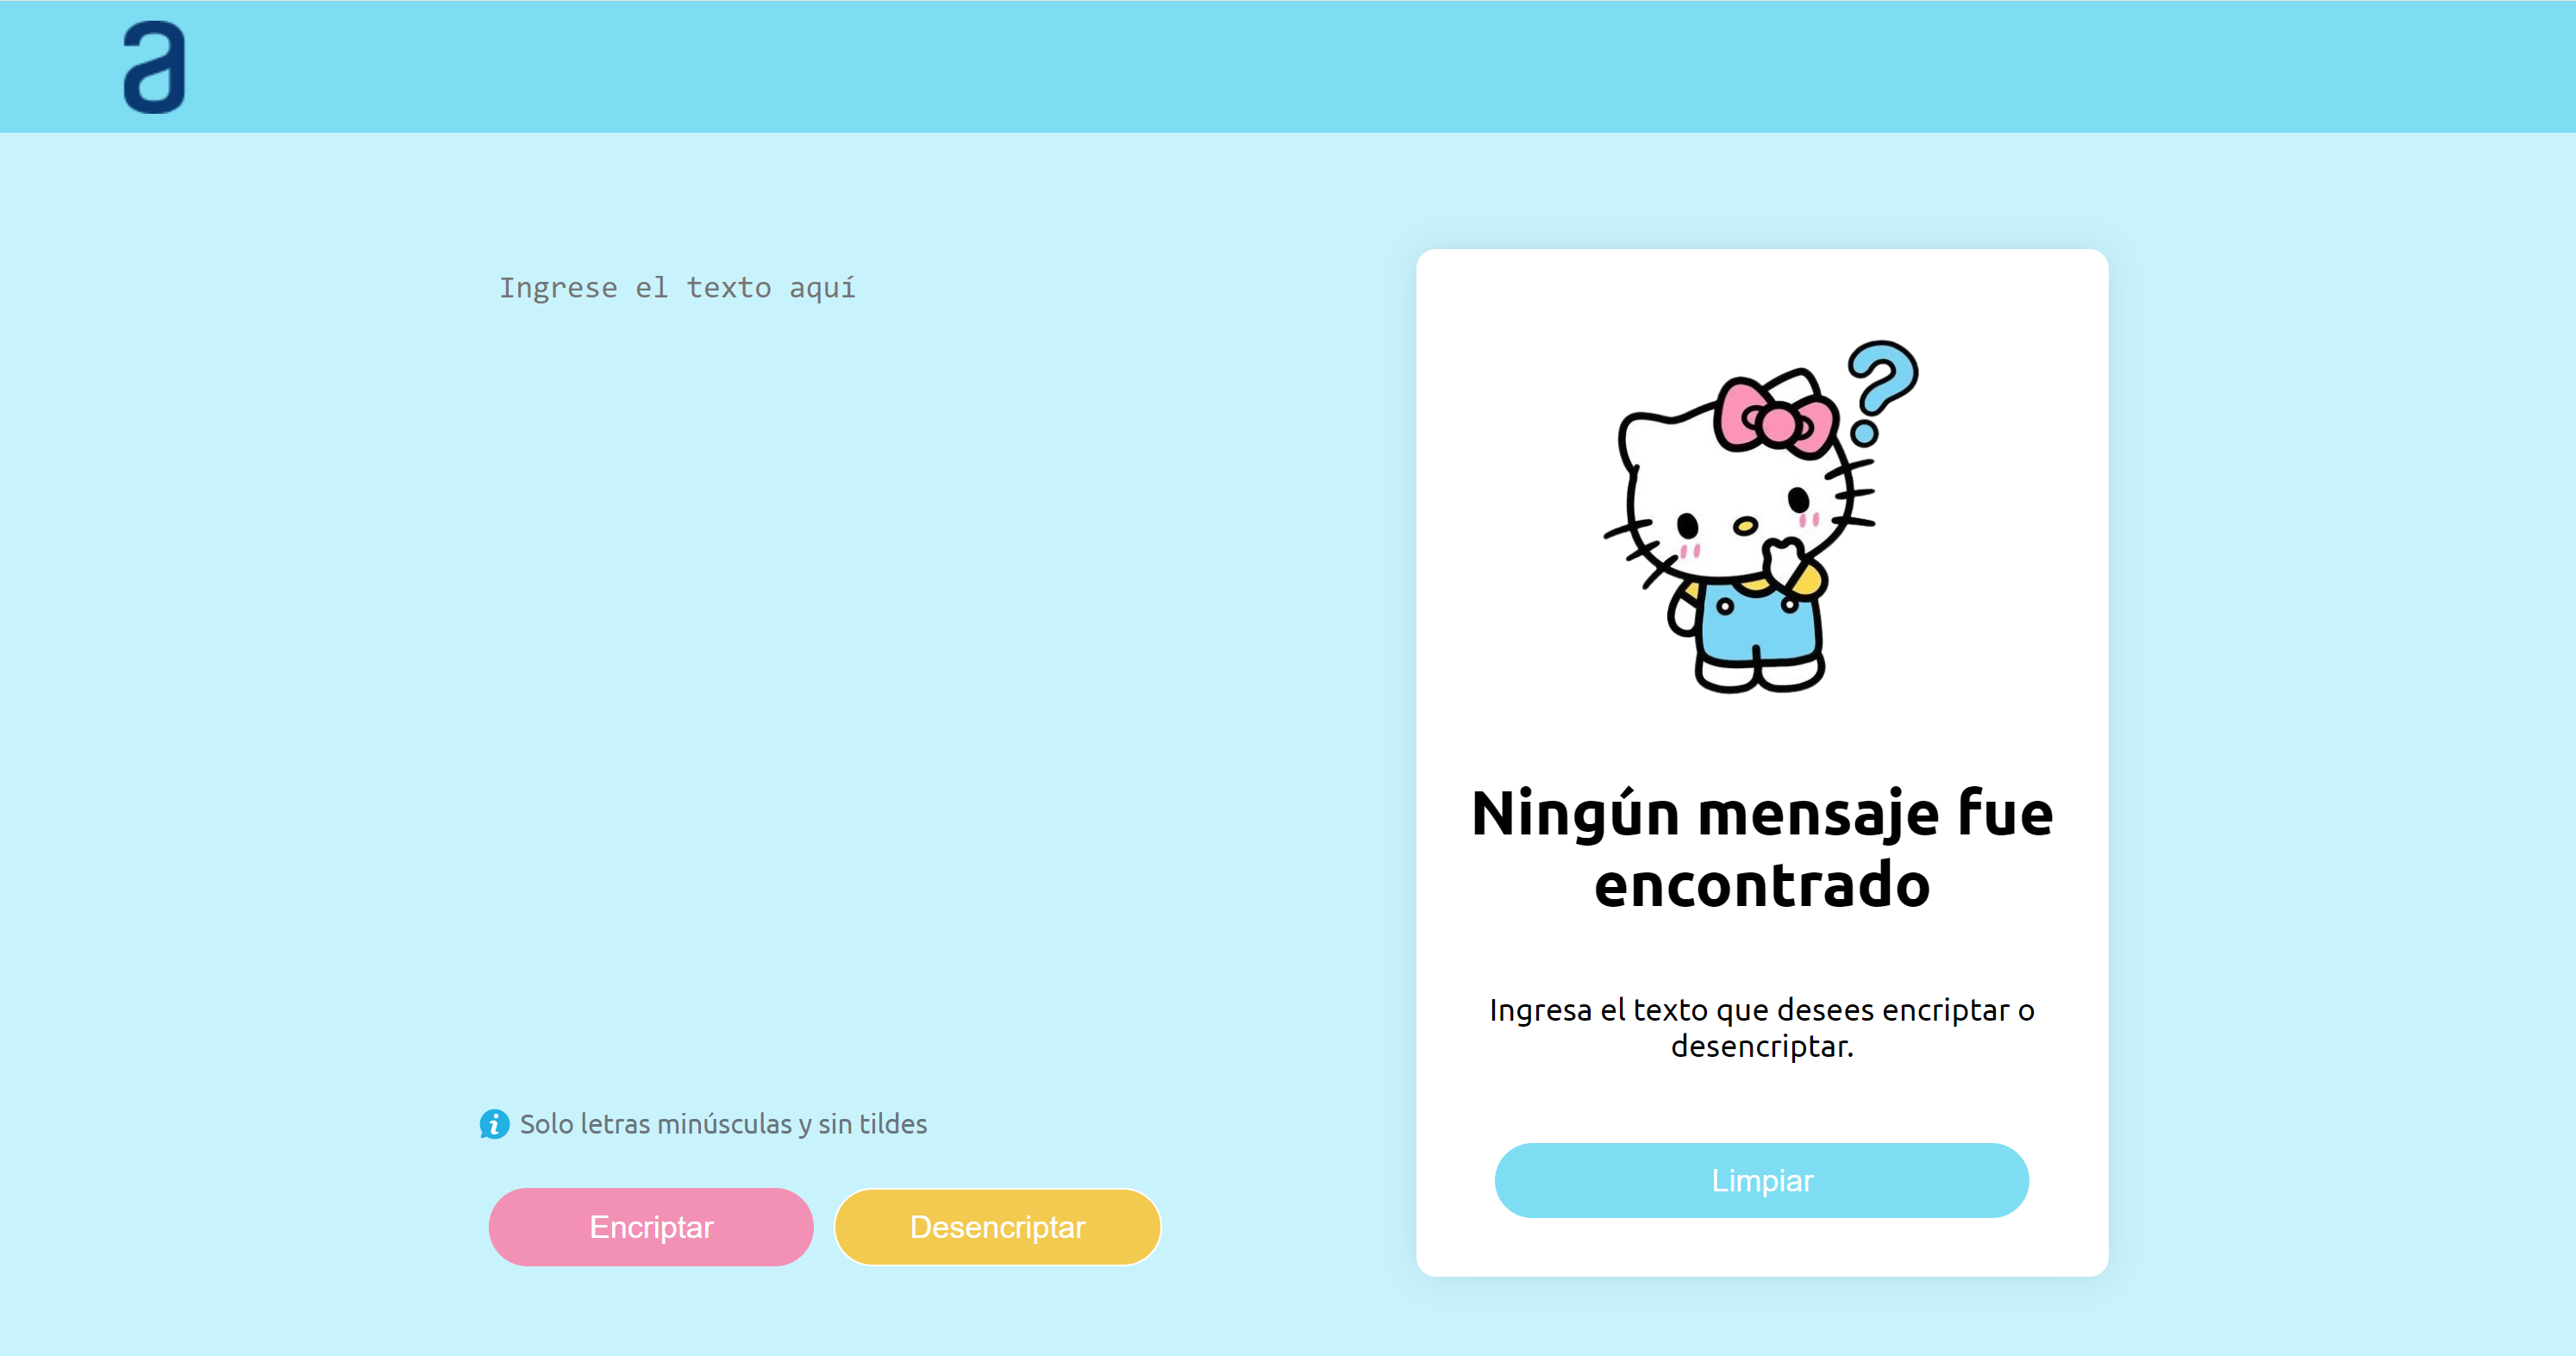 a
Ingrese el texto aquí
?
Ningún mensaje fue
encontrado
Ingresa el texto que desees encriptar o
desencriptar.
Limpiar
i Solo letras minúsculas y sin tildes
Encriptar
Desencriptar